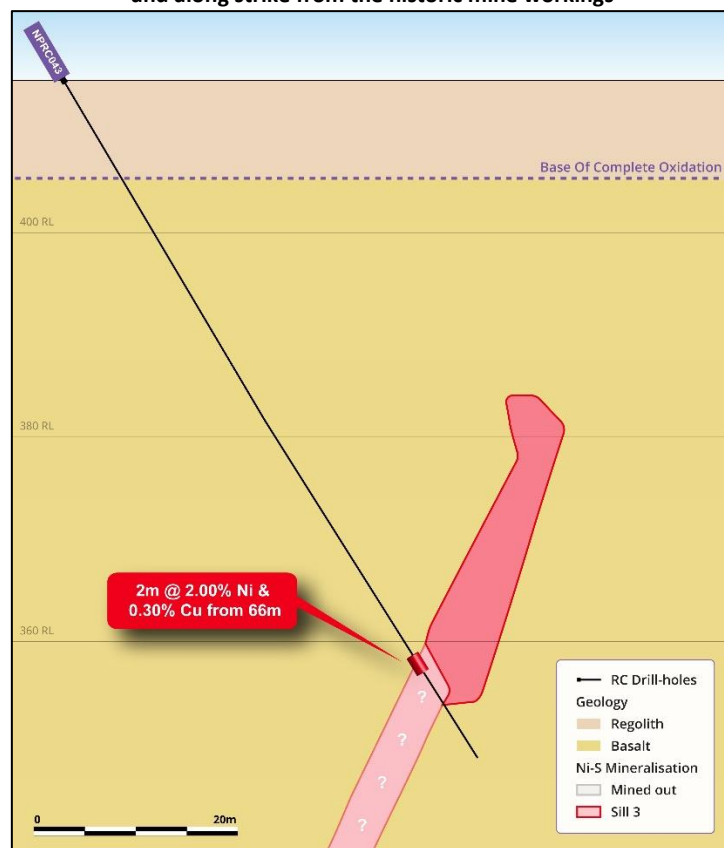 and along strike from the historic mine workings
NPRC043
Base Of Complete Oxidation
400 RL
380 RL
2m @ 2.00% Ni &
0.30% Cu from 66m
360 RL
?
?
?
?
RC Drill-holes
Geology
Regolith
Basalt
Ni-S Mineralisation
Mined out
Sill 3
0 20m